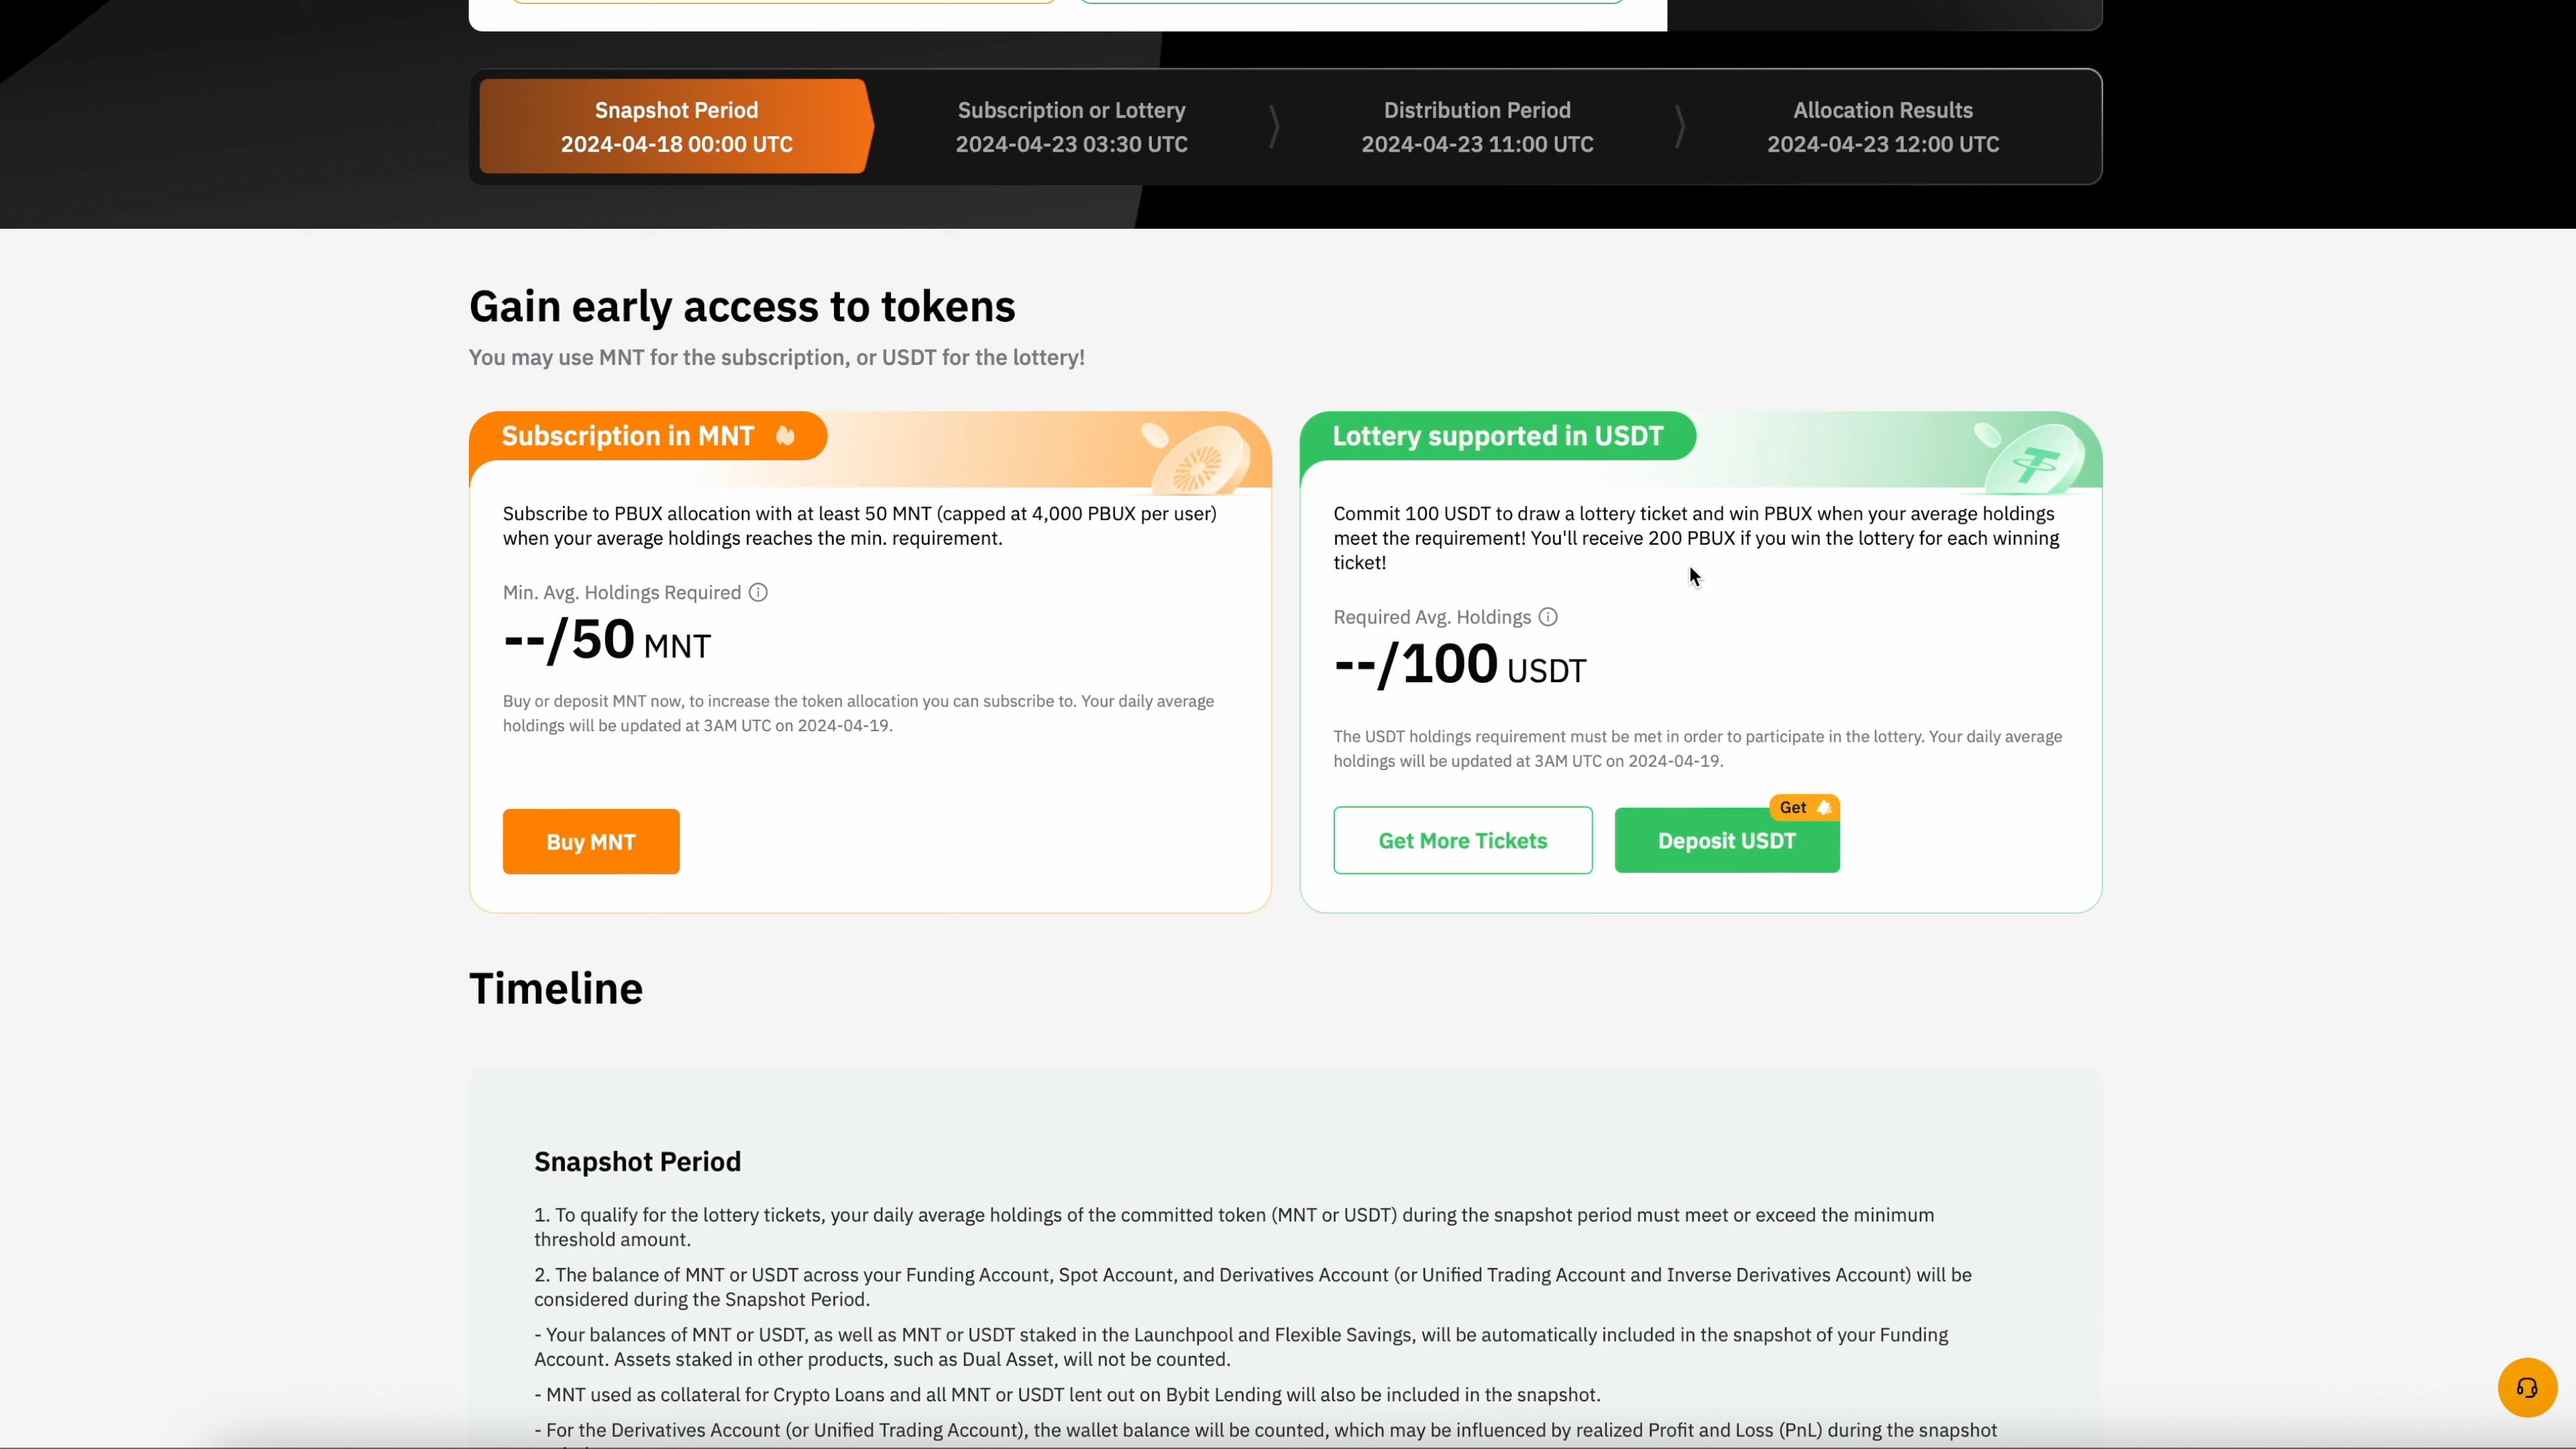 Snapshot Period
2024-04-18 00:00 UTC
Subscription or Lottery
2024-04-23 03:30 UTC
Distribution Period
2024-04-23 11:00 UTC
Allocation Results
2024-04-23 12:00 UTC
Gain early access to tokens
You may use MNT for the subscription, or USDT for the lottery!
Subscription in MNT
Subscribe to PBUX allocation with at least 50 MNT (capped at 4,000 PBUX per user)
when your average holdings reaches the min. requirement.
Min. Avg. Holdings Required
--/50 MNT
Buy or deposit MNT now, to increase the token allocation you can subscribe to. Your daily average
holdings will be updated at 3AM UTC on 2024-04-19.
Buy MNT
Lottery supported in USDT
Commit 100 USDT to draw a lottery ticket and win PBUX when your average holdings
meet the requirement! You'll receive 200 PBUX if you win the lottery for each winning
ticket!
Required Avg. Holdings
--/100 USDT
The USDT holdings requirement must be met in order to participate in the lottery. Your daily average
holdings will be updated at 3AM UTC on 2024-04-19.
Get More Tickets
Get
Deposit USDT
Timeline
Snapshot Period
1. To qualify for the lottery tickets, your daily average holdings of the committed token (MNT or USDT) during the snapshot period must meet or exceed the minimum
threshold amount.
2. The balance of MNT or USDT across your Funding Account, Spot Account, and Derivatives Account (or Unified Trading Account and Inverse Derivatives Account) will be
considered during the Snapshot Period.
- Your balances of MNT or USDT, as well as MNT or USDT staked in the Launchpool and Flexible Savings, will be automatically included in the snapshot of your Funding
Account. Assets staked in other products, such as Dual Asset, will not be counted.
- MNT used as collateral for Crypto Loans and all MNT or USDT lent out on Bybit Lending will also be included in the snapshot.
- For the Derivatives Account (or Unified Trading Account), the wallet balance will be counted, which may be influenced by realized Profit and Loss (PnL) during the snapshot